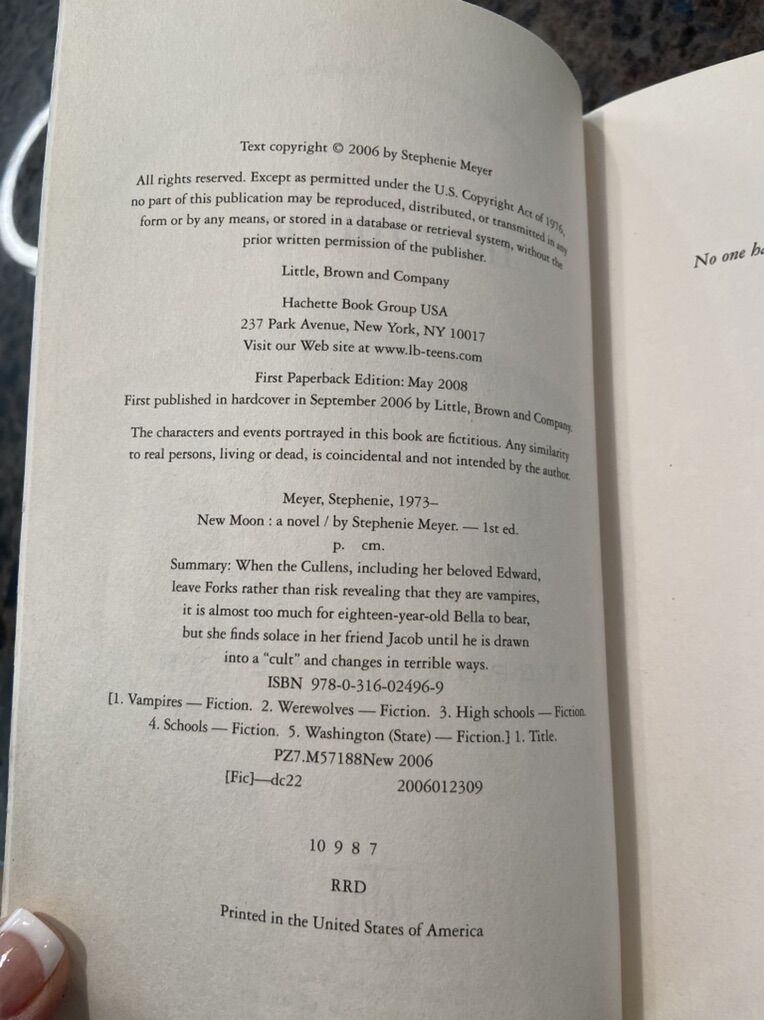 Text copyright © 2006 by Stephenie Meyer
All rights reserved. Except as permitted under the U.S. Copyright Act of 1976,
no part of this publication may be reproduced, distributed, or transmitted in any
form or by any means, or stored in a database or retrieval system, without the
prior written permission of the publisher.
Little, Brown and Company
Hachette Book Group USA
237 Park Avenue, New York, NY 10017
Visit our Web site at www.lb-teens.com
First Paperback Edition: May 2008
First published in hardcover in September 2006 by Little, Brown and Company.
The characters and events portrayed in this book are fictitious. Any similarity
to real persons, living or dead, is coincidental and not intended by the author.
Meyer, Stephenie, 1973–
New Moon : a novel / by Stephenie Meyer. — 1st ed.
p. cm.
Summary: When the Cullens, including her beloved Edward,
leave Forks rather than risk revealing that they are vampires,
it is almost too much for eighteen-year-old Bella to bear,
but she finds solace in her friend Jacob until he is drawn
into a “cult” and changes in terrible ways.
ISBN 978-0-316-02496-9
[1. Vampires — Fiction. 2. Werewolves — Fiction. 3. High schools — Fiction.
4. Schools — Fiction. 5. Washington (State) — Fiction.] 1. Title.
PZ7.M57188New 2006
[Fic]—dc22 2006012309
10 9 8 7
RRD
Printed in the United States of America
No one